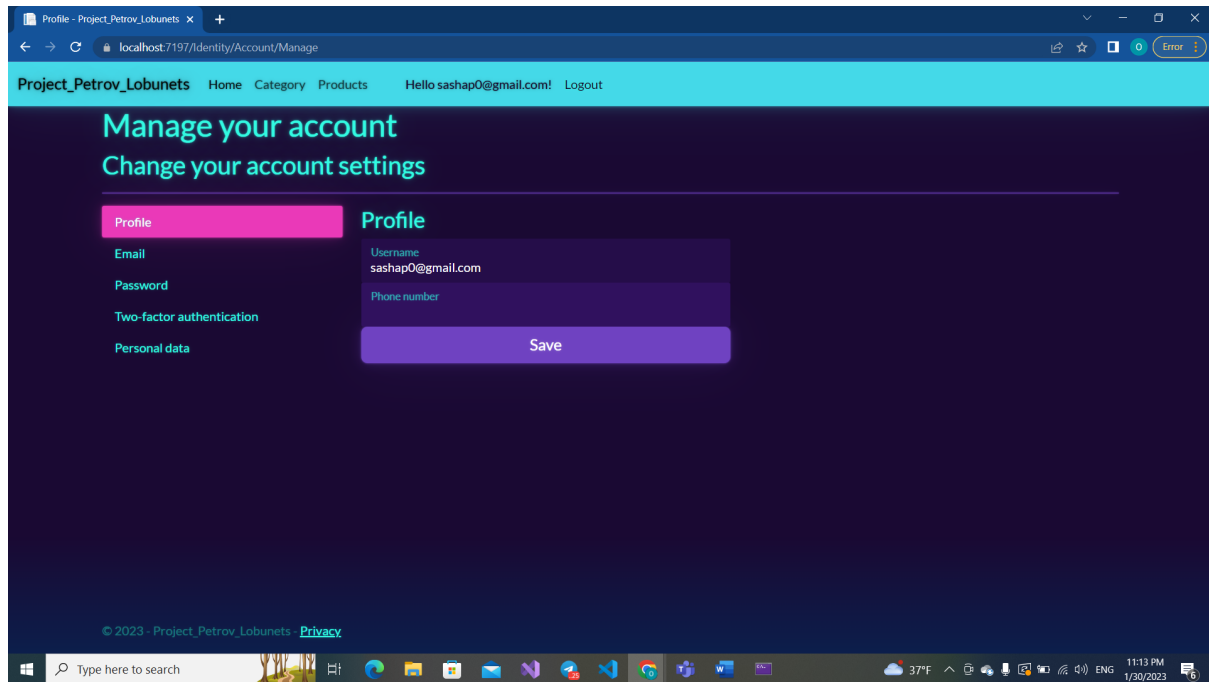 Profile - Project_Petrov_Lobunets
localhost:7197/Identity/Account/Manage
O
Error
Project_Petrov_Lobunets Home Category Products Hello sashap0@gmail.com! Logout
Manage your account
Change your account settings
Profile
Email
Password
Two-factor authentication
Personal data
Profile
Username
sashap0@gmail.com
Phone number
Save
© 2023 - Project_Petrov_Lobunets - Privacy
Type here to search
37°F
ENG
11:13 PM
1/30/2023
6